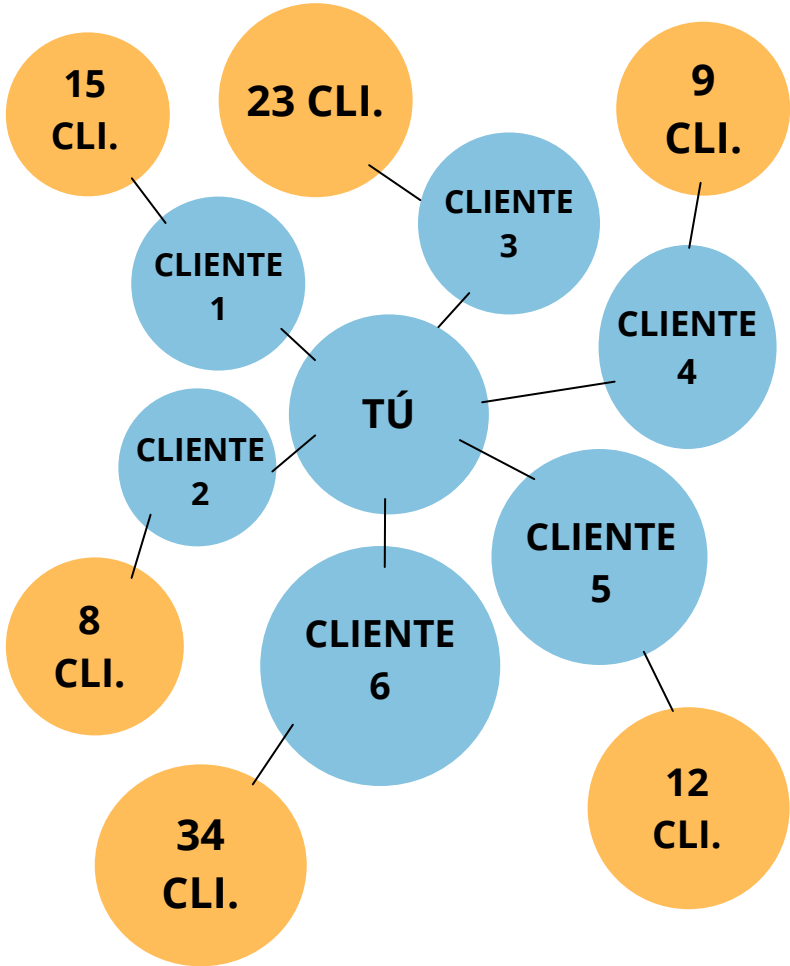 15
CLI.
23 CLI.
9
CLI.
CLIENTE
3
CLIENTE
1
CLIENTE
4
TÚ
CLIENTE
2
CLIENTE
5
8
CLI.
CLIENTE
6
12
CLI.
34
CLI.